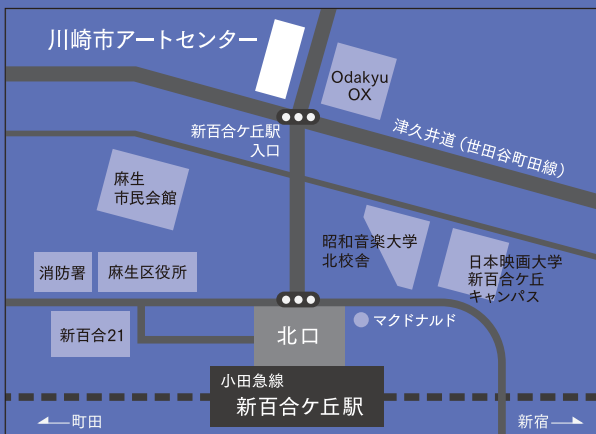 川崎市アートセンター
Odakyu
OX
新百合ケ丘駅
入口
津久井道（世田谷町田線）
麻生
市民会館
昭和音楽大学
北校舎
日本映画大学
新百合ケ丘
キャンパス
消防署
麻生区役所
新百合21
北口
マクドナルド
小田急線
新百合ケ丘駅
町田
新宿